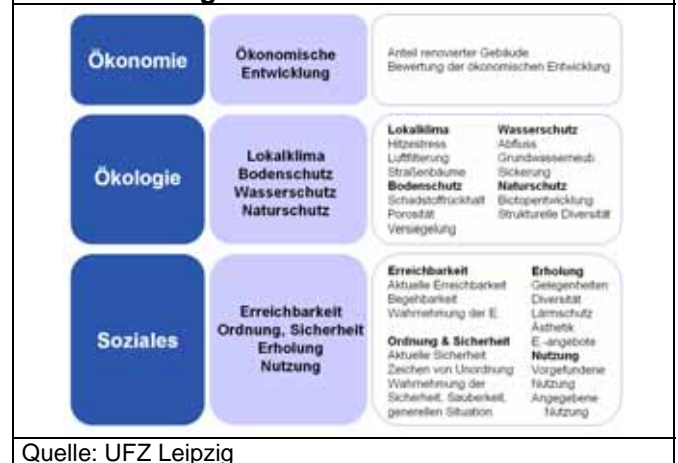 Ökonomie
Ökonomische
Entwicklung
Anteil renovierter Gebäude
Bewertung der ökonomischen Entwicklung
Ökologie
Lokalklima
Bodenschutz
Wasserschutz
Naturschutz
Lokalklima
Hitzestress
Luftfilterung
Straßenbäume
Bodenschutz
Schadstoffrückhalt
Porosität
Versiegelung
Wasserschutz
Abfluss
Grundwasserneub
Sickerung
Naturschutz
Biotopentwicklung
Strukturelle Diversität
Soziales
Erreichbarkeit
Ordnung, Sicherheit
Erholung
Nutzung
Erreichbarkeit
Aktuelle Erreichbarkeit
Begehbarkeit
Wahrnehmung der E.
Ordnung & Sicherheit
Aktuelle Sicherheit
Zeichen von Unordnung
Wahrnehmung der
Sicherheit, Sauberkeit,
generellen Situation
Erholung
Gelegenheiten
Diversität
Lärmschutz
Ästhetik
E.-angebote
Nutzung
Vorgefundene
Nutzung
Angegebene
Nutzung
Quelle: UFZ Leipzig